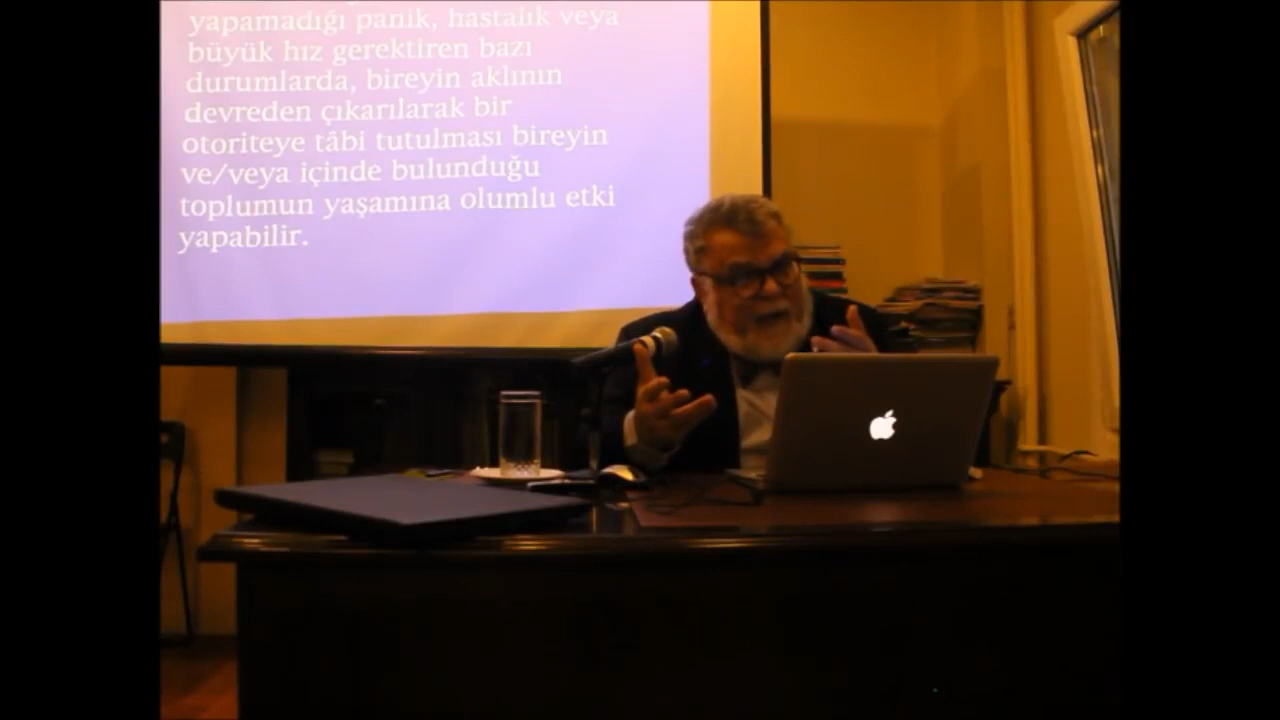 yapamadığı panik, hastalık veya
büyük hız gerektiren bazı
durumlarda, bireyin aklının
devreden çıkarılarak bir
otoriteye tâbi tutulması bireyin
ve/veya içinde bulunduğu
toplumun yaşamına olumlu etki
yapabilir.